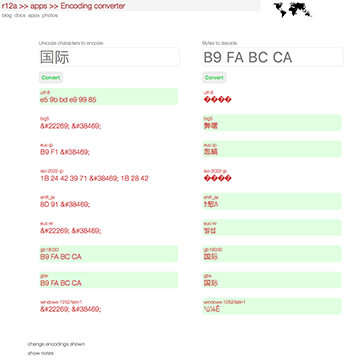 r12a >> apps >> Encoding converter
blog docs apps photos
Unicode characters to encode:
国际
Convert
utf-8
e5 9b bd e9 99 85
big5
&#22269; &#38469;
euc-jp
B9 F1 &#38469;
iso-2022-jp
1B 24 42 39 71 &#38469; 1B 28 42
shift_jis
8D 91 &#38469;
euc-kr
&#22269; &#38469;
gb18030
B9 FA BC CA
gbk
B9 FA BC CA
windows-1252/latin1
&#22269; &#38469;
Bytes to decode
B9 FA BC CA
Convert
utf-8
����
big5
euc-jp
iso-2022-jp
����
shift_jis
euc-kr
벌섭
gb18030
国际
gbk
国际
windows-1252/latin1
¹ú¼Ê
change encodings shown
show notes